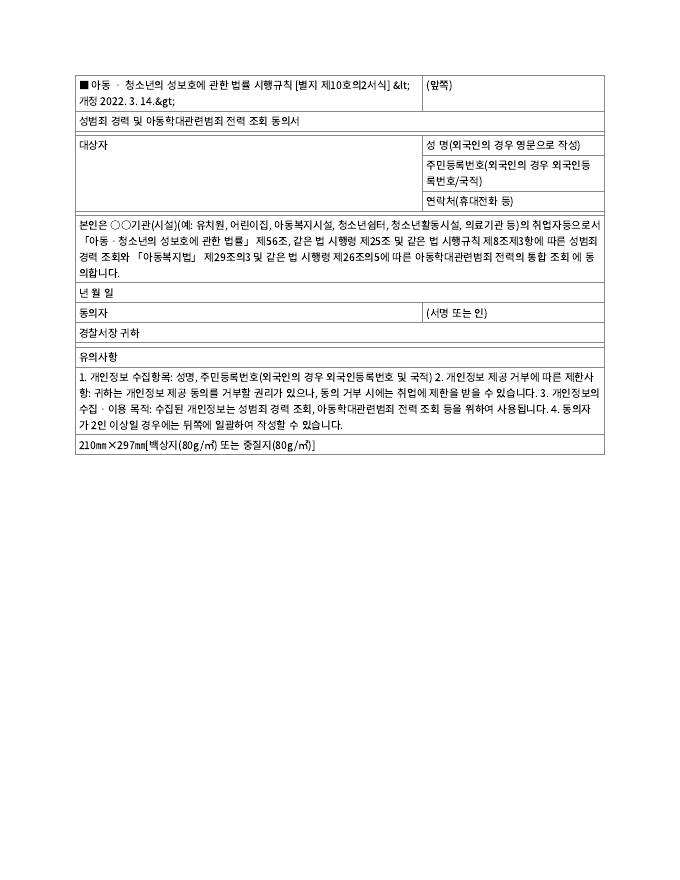 ■ 아동ㆍ청소년의 성보호에 관한 법률 시행규칙 [별지 제10호의2서식] &lt;
개정 2022. 3. 14.&gt;
(앞쪽)
성범죄 경력 및 아동학대관련범죄 전력 조회 동의서
대상자
성 명(외국인의 경우 영문으로 작성)
주민등록번호(외국인의 경우 외국인등
록번호/국적)
연락처(휴대전화 등)
본인은 ○○기관(시설)(예: 유치원, 어린이집, 아동복지시설, 청소년쉼터, 청소년활동시설, 의료기관 등)의 취업자등으로서
「아동ㆍ청소년의 성보호에 관한 법률」 제56조, 같은 법 시행령 제25조 및 같은 법 시행규칙 제8조제3항에 따른 성범죄
경력 조회와 「아동복지법」 제29조의3 및 같은 법 시행령 제26조의5에 따른 아동학대관련범죄 전력의 통합 조회 에 동
의합니다.
년 월 일
동의자
(서명 또는 인)
경찰서장 귀하
유의사항
1. 개인정보 수집항목: 성명, 주민등록번호(외국인의 경우 외국인등록번호 및 국적) 2. 개인정보 제공 거부에 따른 제한사
항: 귀하는 개인정보 제공 동의를 거부할 권리가 있으나, 동의 거부 시에는 취업에 제한을 받을 수 있습니다. 3. 개인정보의
수집ㆍ이용 목적: 수집된 개인정보는 성범죄 경력 조회, 아동학대관련범죄 전력 조회 등을 위하여 사용됩니다. 4. 동의자
가 2인 이상일 경우에는 뒤쪽에 일괄하여 작성할 수 있습니다.
210㎜×297㎜[백상지(80g/㎡) 또는 중질지(80g/㎡)]